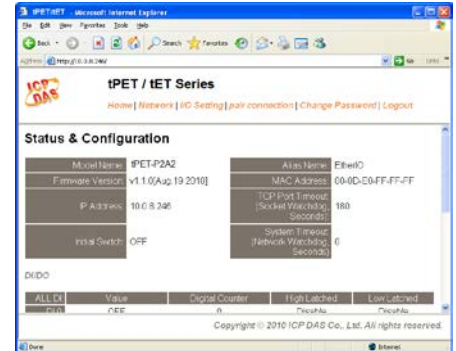 tPET/tET - Microsoft Internet Explorer
File Edit View Favorites Tools Help
Back Search Favorites
Address http://10.0.8.246/ Go Links
ICP DAS
tPET / tET Series
Home | Network | I/O Setting | pair connection | Change Password | Logout
Status & Configuration
Model Name tPET-P2A2 Alias Name EtherIO
Firmware Version v1.1.0[Aug.19 2010] MAC Address 00-0D-E0-FF-FF-FF
IP Address 10.0.8.246 TCP Port Timeout (Socket Watchdog, Seconds) 180
Initial Switch OFF System Timeout (Network Watchdog, Seconds) 0
DI/DO
ALL DI Value Digital Counter High Latched Low Latched
DI0 OFF 0 Disable Disable
Copyright © 2010 ICP DAS Co., Ltd. All rights reserved.
Done Internet